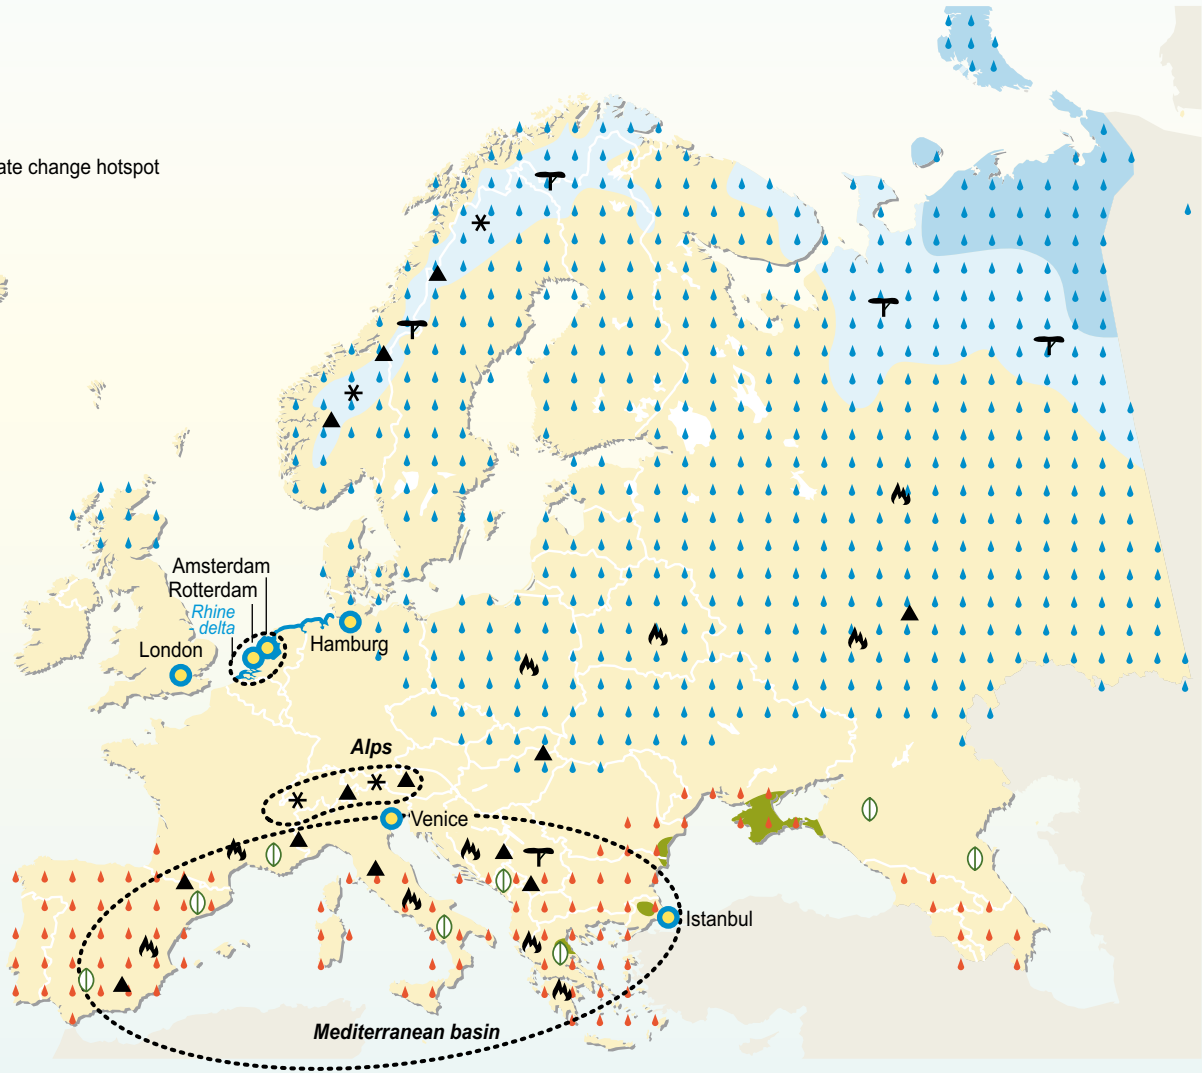 ate change hotspot
Amsterdam
Rotterdam
Rhine
delta
London
Hamburg
Alps
Venice
Istanbul
Mediterranean basin